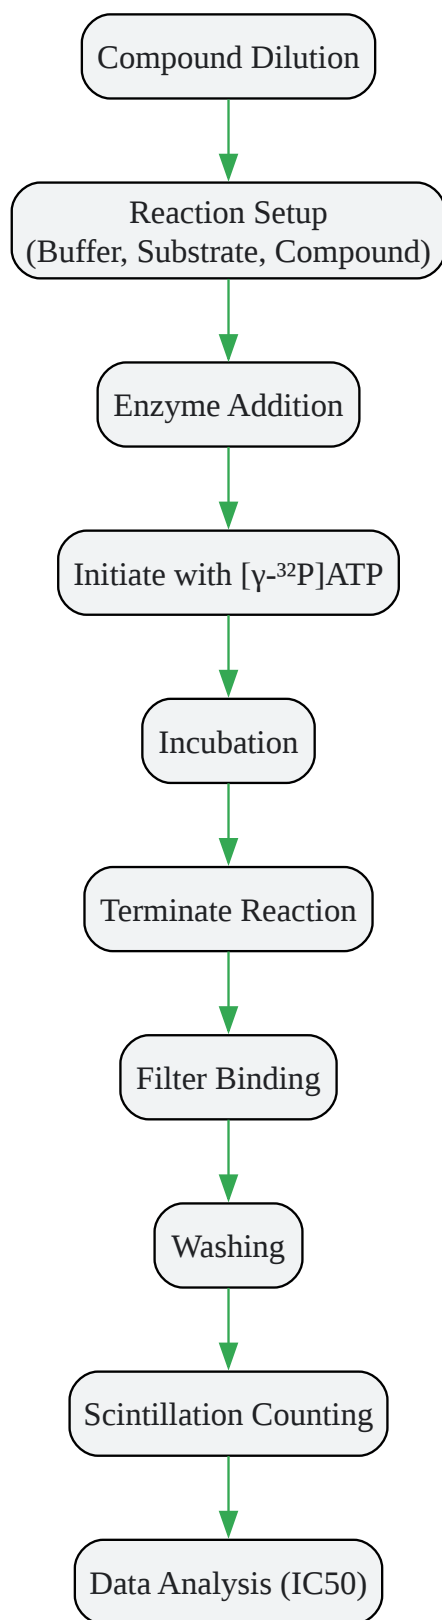 Compound Dilution
Reaction Setup
(Buffer, Substrate, Compound)
Enzyme Addition
Initiate with [γ-³²P]ATP
Incubation
Terminate Reaction
Filter Binding
Washing
Scintillation Counting
Data Analysis (IC50)